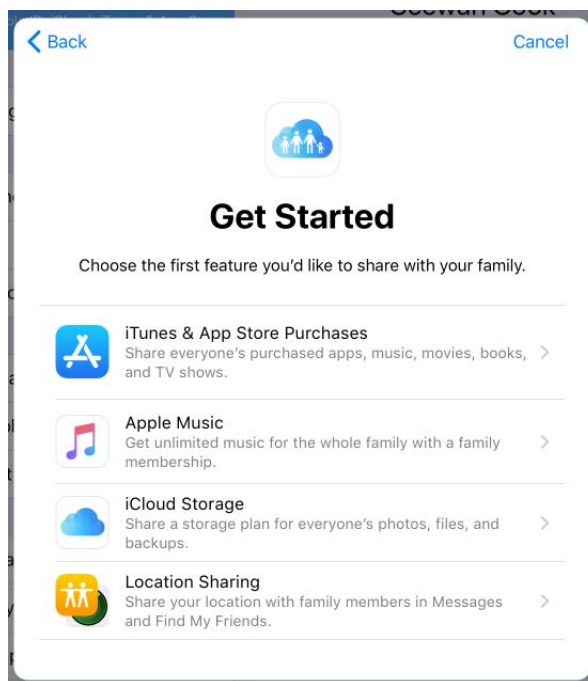 Back
Cancel
Get Started
Choose the first feature you'd like to share with your family.
iTunes & App Store Purchases
Share everyone's purchased apps, music, movies, books,
and TV shows.
Apple Music
Get unlimited music for the whole family with a family
membership.
iCloud Storage
Share a storage plan for everyone's photos, files, and
backups.
Location Sharing
Share your location with family members in Messages
and Find My Friends.